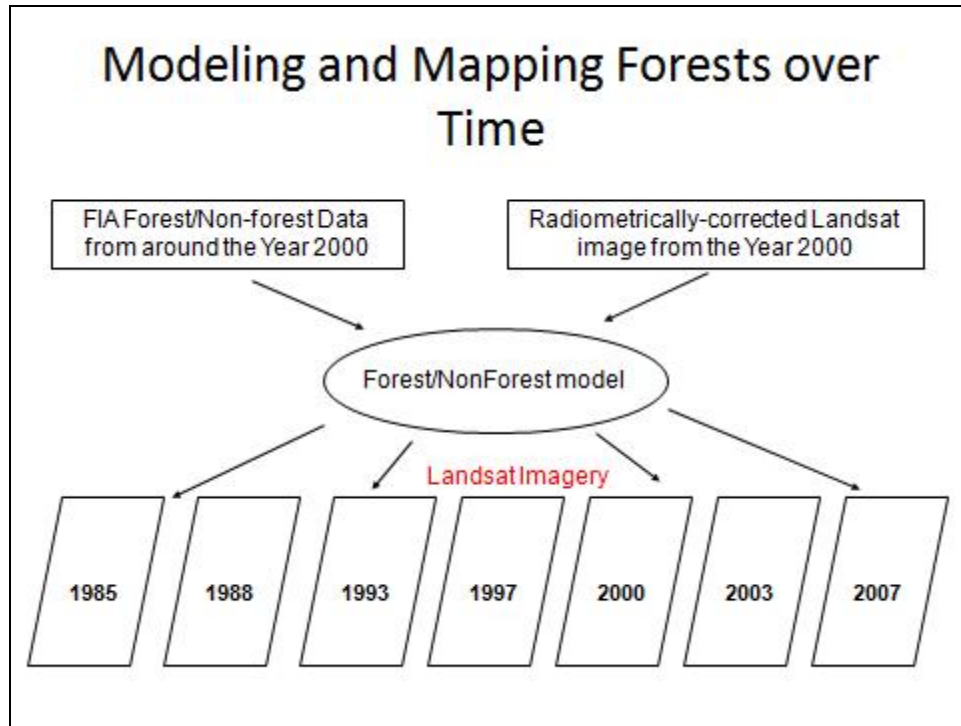 Modeling and Mapping Forests over
Time
FIA Forest/Non-forest Data
from around the Year 2000
Radiometrically-corrected Landsat
image from the Year 2000
Forest/NonForest model
Landsat Imagery
1985
1988
1993
1997
2000
2003
2007